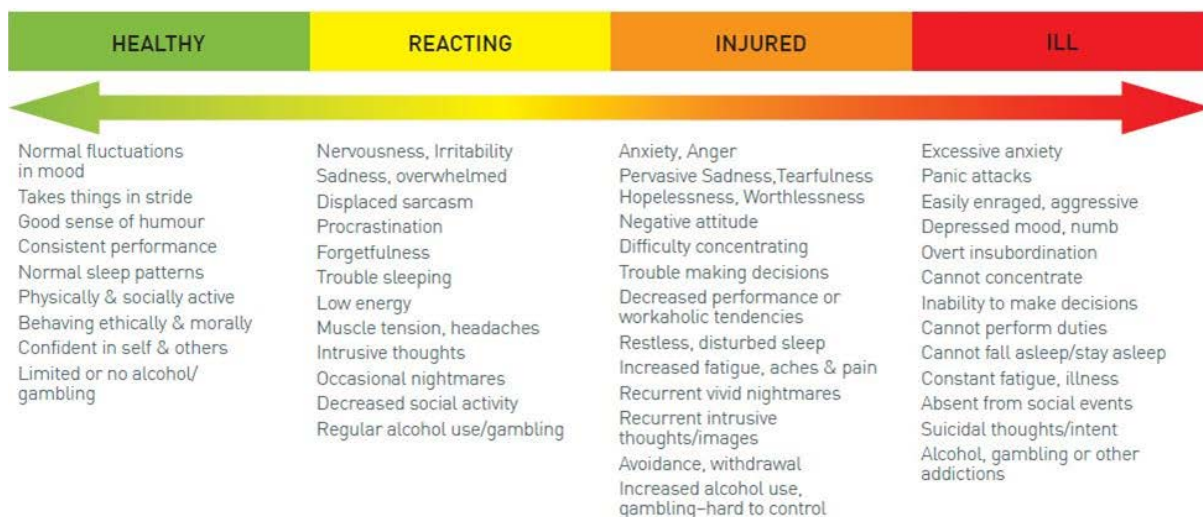 HEALTHY
REACTING
INJURED
ILL
Normal fluctuations
in mood
Takes things in stride
Good sense of humour
Consistent performance
Normal sleep patterns
Physically & socially active
Behaving ethically & morally
Confident in self & others
Limited or no alcohol/
gambling
Nervousness, Irritability
Sadness, overwhelmed
Displaced sarcasm
Procrastination
Forgetfulness
Trouble sleeping
Low energy
Muscle tension, headaches
Intrusive thoughts
Occasional nightmares
Decreased social activity
Regular alcohol use/gambling
Anxiety, Anger
Pervasive Sadness,Tearfulness
Hopelessness, Worthlessness
Negative attitude
Difficulty concentrating
Trouble making decisions
Decreased performance or
workaholic tendencies
Restless, disturbed sleep
Increased fatigue, aches & pain
Recurrent vivid nightmares
Recurrent intrusive
thoughts/images
Avoidance, withdrawal
Increased alcohol use,
gambling–hard to control
Excessive anxiety
Panic attacks
Easily enraged, aggressive
Depressed mood, numb
Overt insubordination
Cannot concentrate
Inability to make decisions
Cannot perform duties
Cannot fall asleep/stay asleep
Constant fatigue, illness
Absent from social events
Suicidal thoughts/intent
Alcohol, gambling or other
addictions